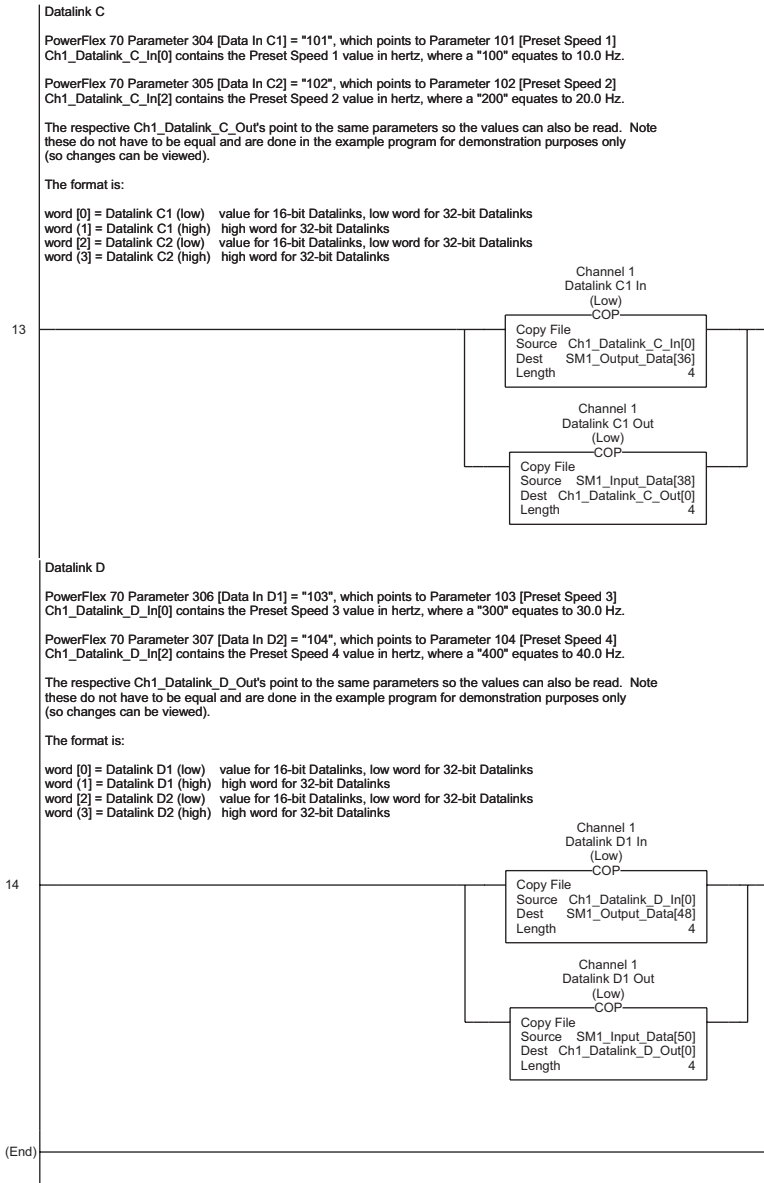 Datalink C
PowerFlex 70 Parameter 304 [Data In C1] = "101", which points to Parameter 101 [Preset Speed 1]
Ch1_Datalink_C_In[0] contains the Preset Speed 1 value in hertz, where a "100" equates to 10.0 Hz.
PowerFlex 70 Parameter 305 [Data In C2] = "102", which points to Parameter 102 [Preset Speed 2]
Ch1_Datalink_C_In[2] contains the Preset Speed 2 value in hertz, where a "200" equates to 20.0 Hz.
The respective Ch1_Datalink_C_Out's point to the same parameters so the values can also be read. Note
these do not have to be equal and are done in the example program for demonstration purposes only
(so changes can be viewed).
The format is:
word [0] = Datalink C1 (low) value for 16-bit Datalinks, low word for 32-bit Datalinks
word (1] = Datalink C1 (high) high word for 32-bit Datalinks
word [2] = Datalink C2 (low) value for 16-bit Datalinks, low word for 32-bit Datalinks
word (3] = Datalink C2 (high) high word for 32-bit Datalinks
Channel 1
Datalink C1 In
(Low)
COP
13
Copy File
Source Ch1_Datalink_C_In[0]
Dest SM1_Output_Data[36]
Length 4
Channel 1
Datalink C1 Out
(Low)
COP
Copy File
Source SM1_Input_Data[38]
Dest Ch1_Datalink_C_Out[0]
Length 4
Datalink D
PowerFlex 70 Parameter 306 [Data In D1] = "103", which points to Parameter 103 [Preset Speed 3]
Ch1_Datalink_D_In[0] contains the Preset Speed 3 value in hertz, where a "300" equates to 30.0 Hz.
PowerFlex 70 Parameter 307 [Data In D2] = "104", which points to Parameter 104 [Preset Speed 4]
Ch1_Datalink_D_In[2] contains the Preset Speed 4 value in hertz, where a "400" equates to 40.0 Hz.
The respective Ch1_Datalink_D_Out's point to the same parameters so the values can also be read. Note
these do not have to be equal and are done in the example program for demonstration purposes only
(so changes can be viewed).
The format is:
word [0] = Datalink D1 (low) value for 16-bit Datalinks, low word for 32-bit Datalinks
word (1] = Datalink D1 (high) high word for 32-bit Datalinks
word [2] = Datalink D2 (low) value for 16-bit Datalinks, low word for 32-bit Datalinks
word (3] = Datalink D2 (high) high word for 32-bit Datalinks
Channel 1
Datalink D1 In
(Low)
COP
14
Copy File
Source Ch1_Datalink_D_In[0]
Dest SM1_Output_Data[48]
Length 4
Channel 1
Datalink D1 Out
(Low)
COP
Copy File
Source SM1_Input_Data[50]
Dest Ch1_Datalink_D_Out[0]
Length 4
(End)